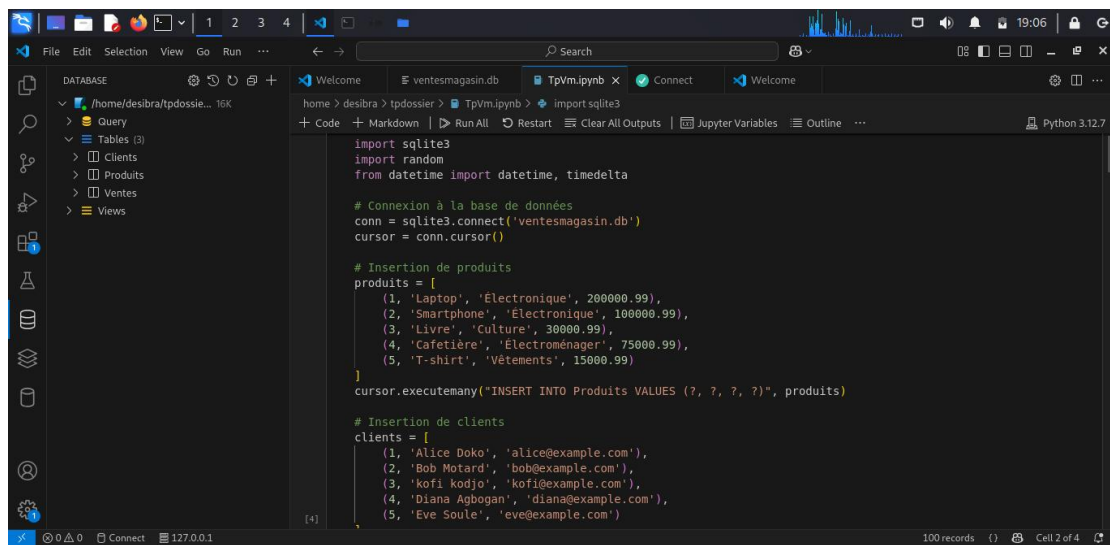 1 2 3 4 19:06
File Edit Selection View Go Run ··· Search
DATABASE
/home/desibra/tpdossie... 16K
Query
Tables (3)
Clients
Produits
Ventes
Views
Welcome ventesmagasin.db TpVm.ipynb Connect Welcome
home > desibra > tpdossier > TpVm.ipynb > import sqlite3
+ Code + Markdown | Run All Restart Clear All Outputs | Jupyter Variables Outline ··· Python 3.12.7
import sqlite3
import random
from datetime import datetime, timedelta
# Connexion à la base de données
conn = sqlite3.connect('ventesmagasin.db')
cursor = conn.cursor()
# Insertion de produits
produits = [
(1, 'Laptop', 'Électronique', 200000.99),
(2, 'Smartphone', 'Électronique', 100000.99),
(3, 'Livre', 'Culture', 30000.99),
(4, 'Cafetière', 'Électroménager', 75000.99),
(5, 'T-shirt', 'Vêtements', 15000.99)
]
cursor.executemany("INSERT INTO Produits VALUES (?, ?, ?, ?)", produits)
# Insertion de clients
clients = [
(1, 'Alice Doko', 'alice@example.com'),
(2, 'Bob Motard', 'bob@example.com'),
(3, 'kofi kodjo', 'kofi@example.com'),
(4, 'Diana Agbogan', 'diana@example.com'),
(5, 'Eve Soule', 'eve@example.com')
[4]
0 0 Connect 127.0.0.1 100 records {} Cell 2 of 4